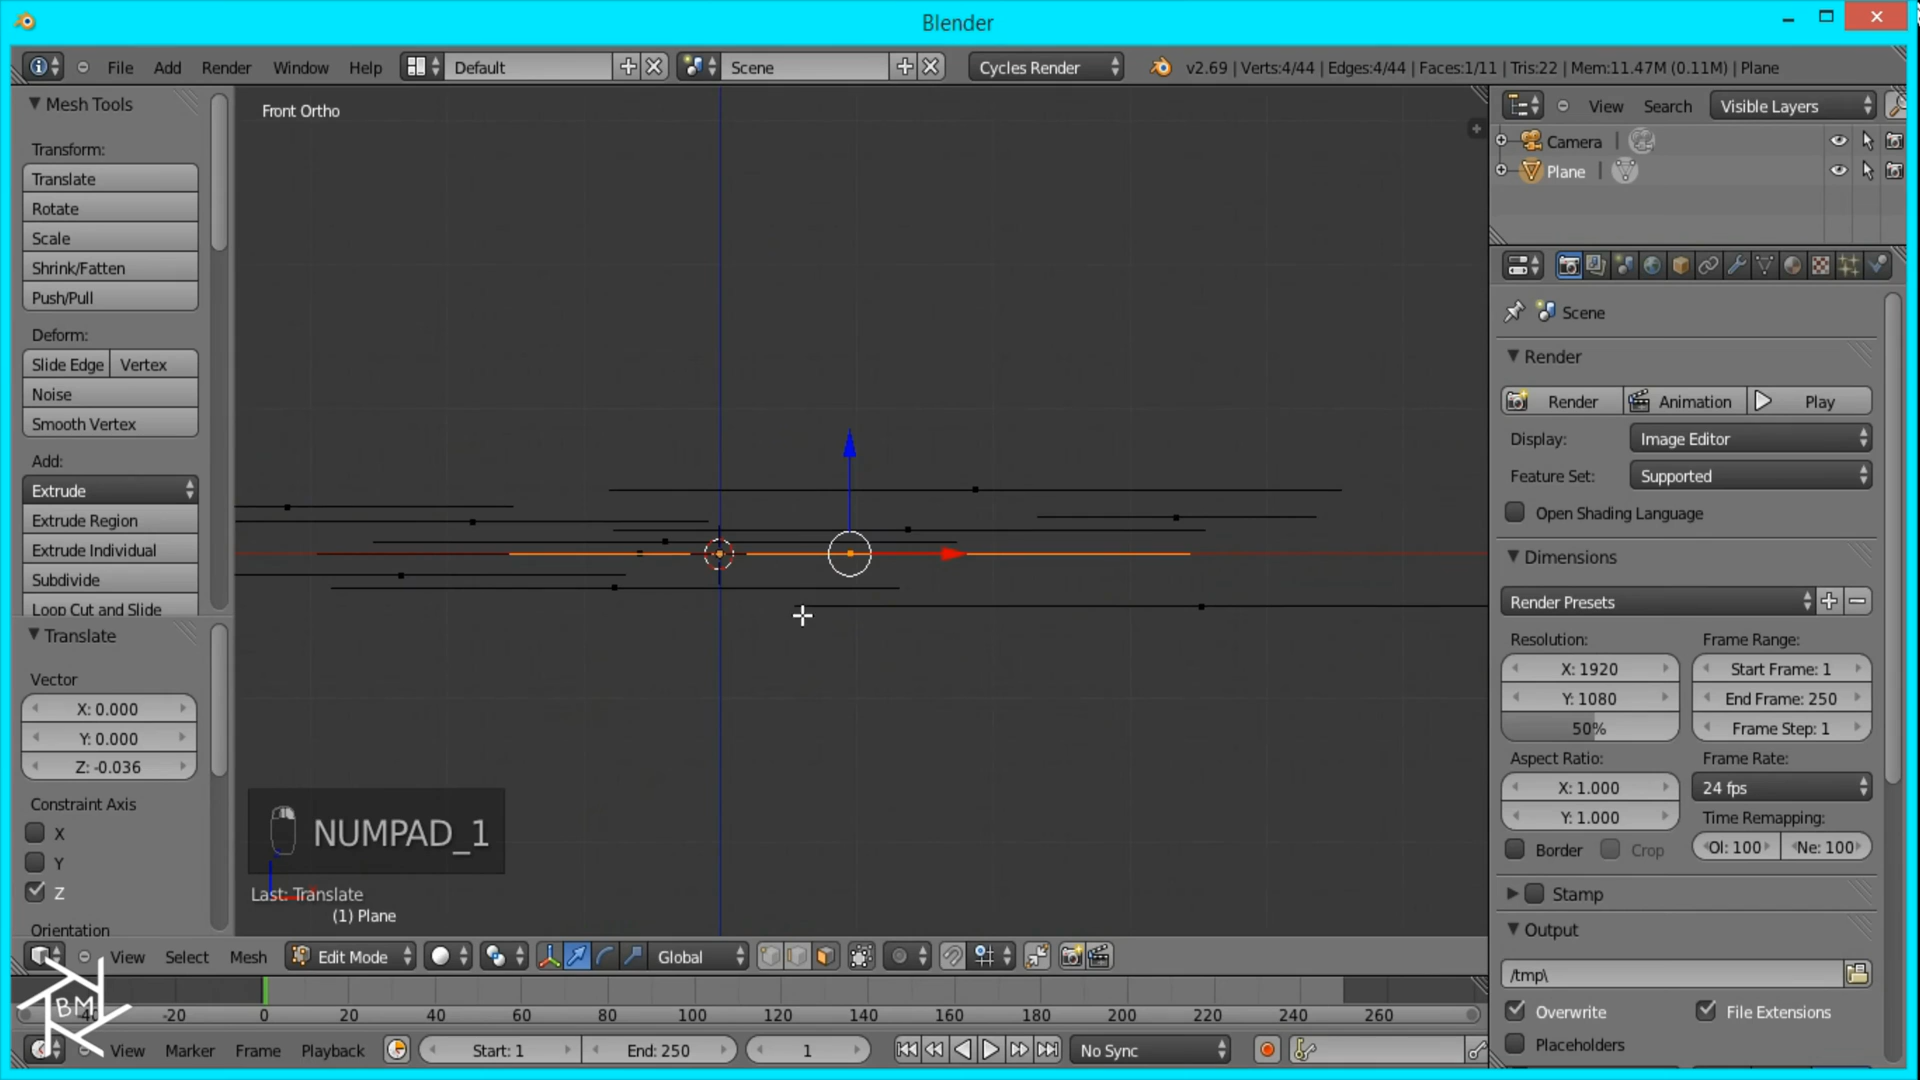 Blender
File Add Render Window Help Default Scene Cycles Render v2.69 | Verts:4/44 | Edges:4/44 | Faces:1/11 | Tris:22 | Mem:11.47M (0.11M) | Plane
Mesh Tools
Transform:
Translate
Rotate
Scale
Shrink/Fatten
Push/Pull
Deform:
Slide Edge Vertex
Noise
Smooth Vertex
Add:
Extrude
Extrude Region
Extrude Individual
Subdivide
Loop Cut and Slide
Translate
Vector
X: 0.000
Y: 0.000
Z: -0.036
Constraint Axis
X
Y
Z
Orientation
Front Ortho
NUMPAD_1
Last: Translate
(1) Plane
View Select Mesh Edit Mode Global
BM
-40 -20 0 20 40 60 80 100 120 140 160 180 200 220 240 260
View Marker Frame Playback Start: 1 End: 250 1 No Sync
View Search Visible Layers
Camera
Plane
Scene
Render
Render Animation Play
Display: Image Editor
Feature Set: Supported
Open Shading Language
Dimensions
Render Presets
Resolution: Frame Range:
X: 1920 Start Frame: 1
Y: 1080 End Frame: 250
50% Frame Step: 1
Aspect Ratio: Frame Rate:
X: 1.000 24 fps
Y: 1.000 Time Remapping:
Border Crop Ol: 100 Ne: 100
Stamp
Output
/tmp\
Overwrite File Extensions
Placeholders